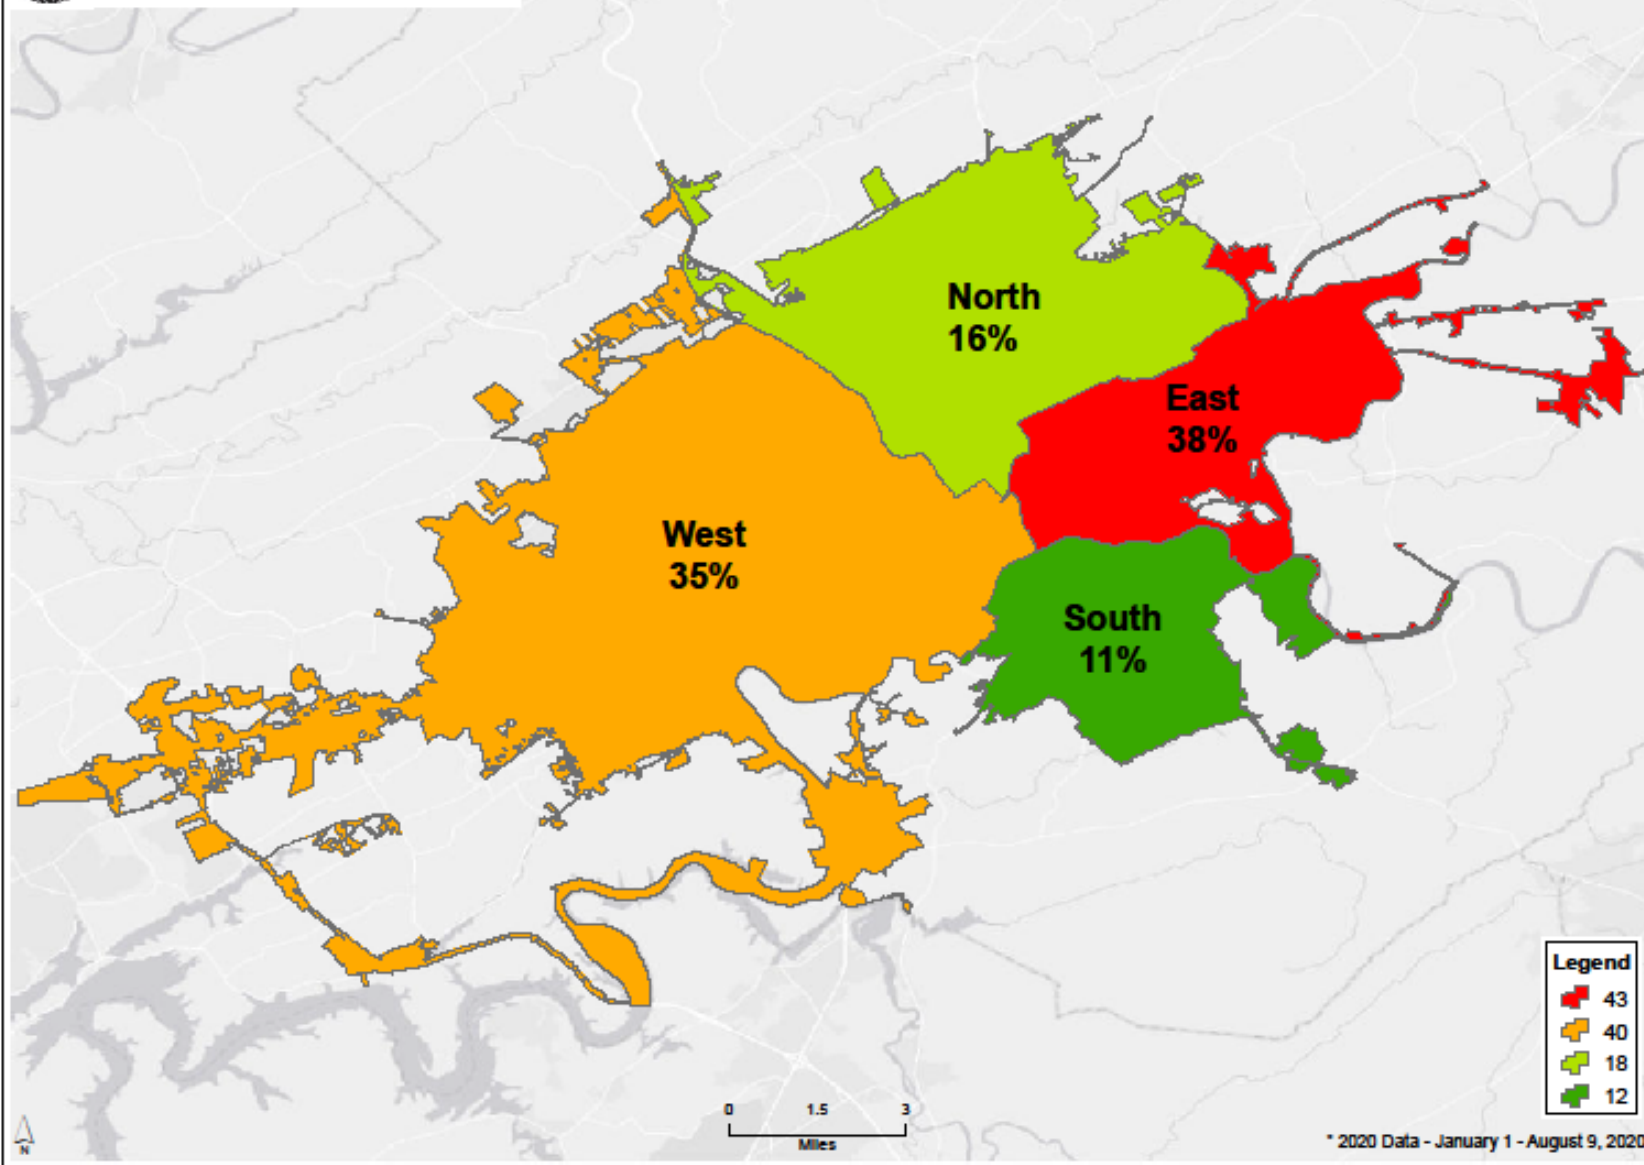 North
16%
East
38%
West
35%
South
11%
Legend
43
40
18
12
0 1.5 3
Miles
N
* 2020 Data - January 1 - August 9, 2020